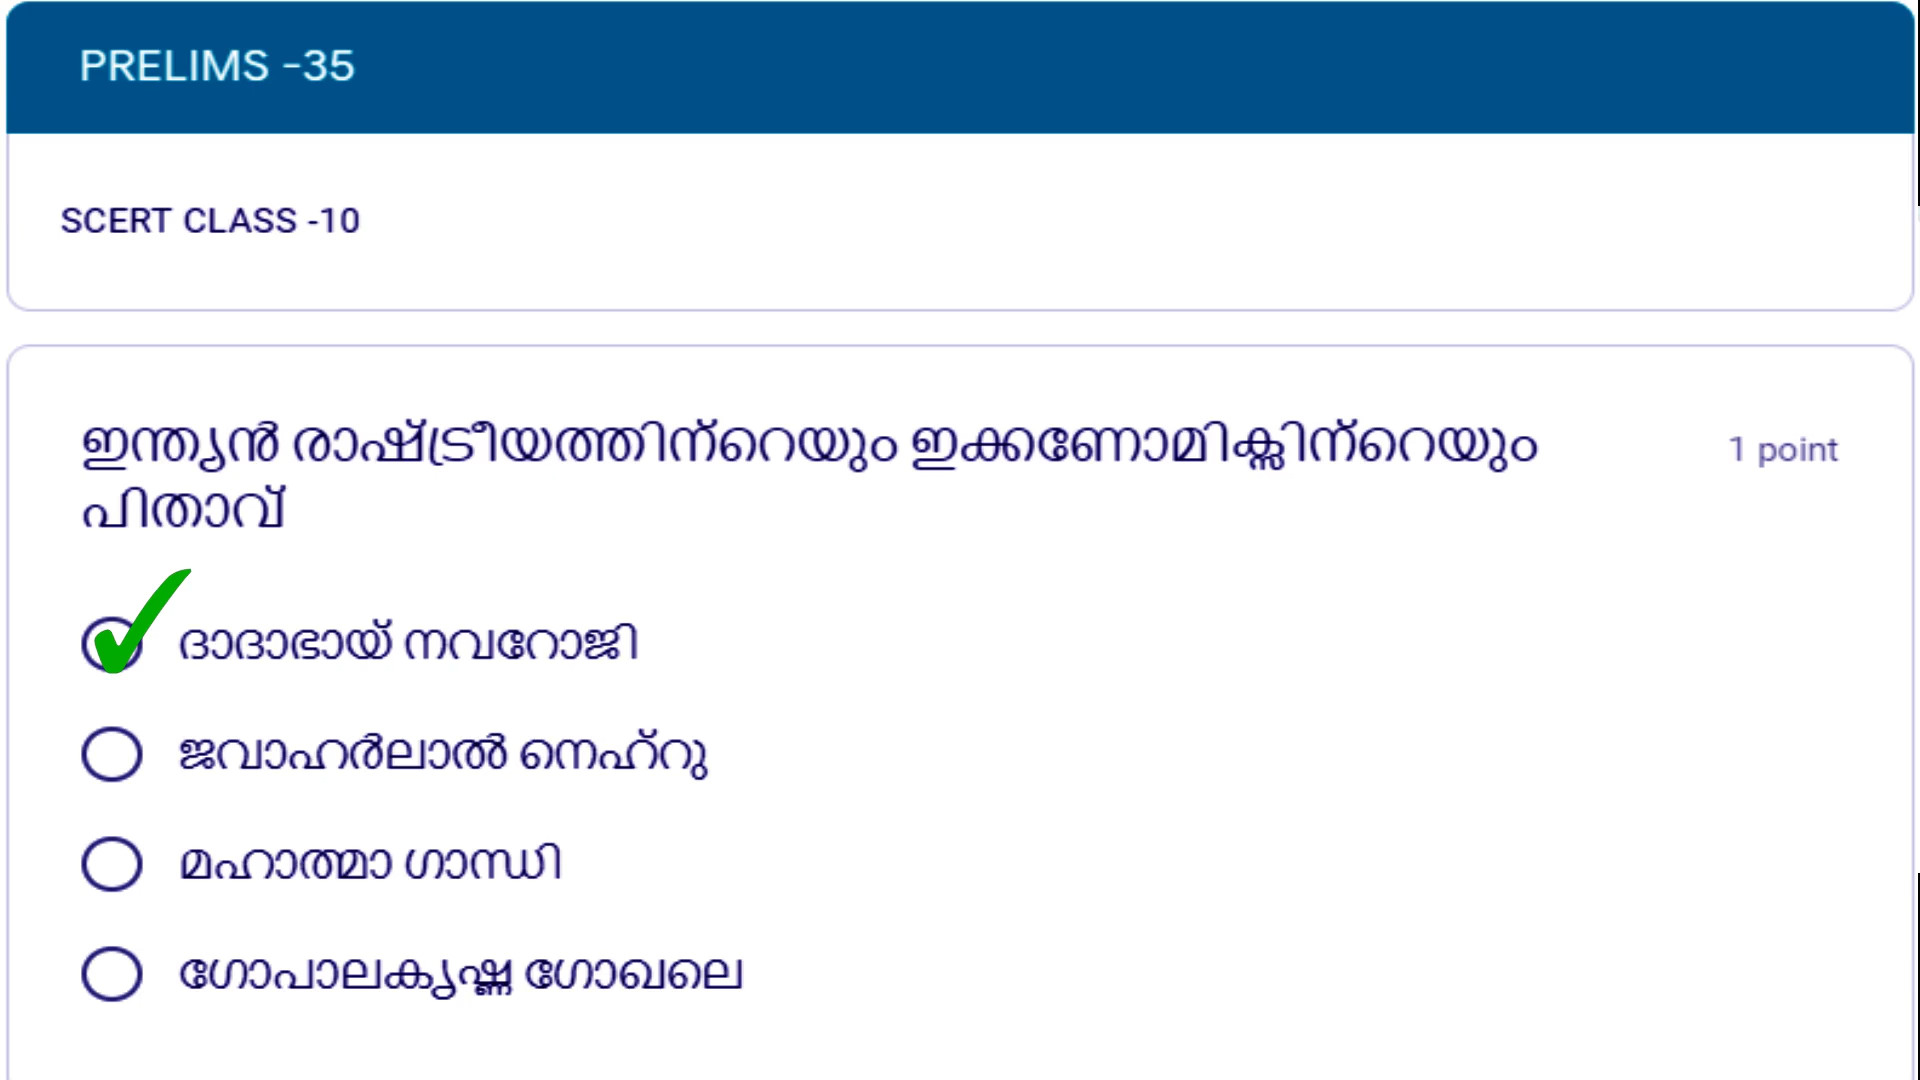 PRELIMS -35
SCERT CLASS -10
ഇന്ത്യൻ രാഷ്ട്രീയത്തിന്റെയും ഇക്കണോമിക്സിന്റെയും
1 point
പിതാവ്
ദാദാഭായ് നവറോജി
ജവാഹർലാൽ നെഹ്റു
മഹാത്മാ ഗാന്ധി
ഗോപാലകൃഷ്ണ ഗോഖലെ